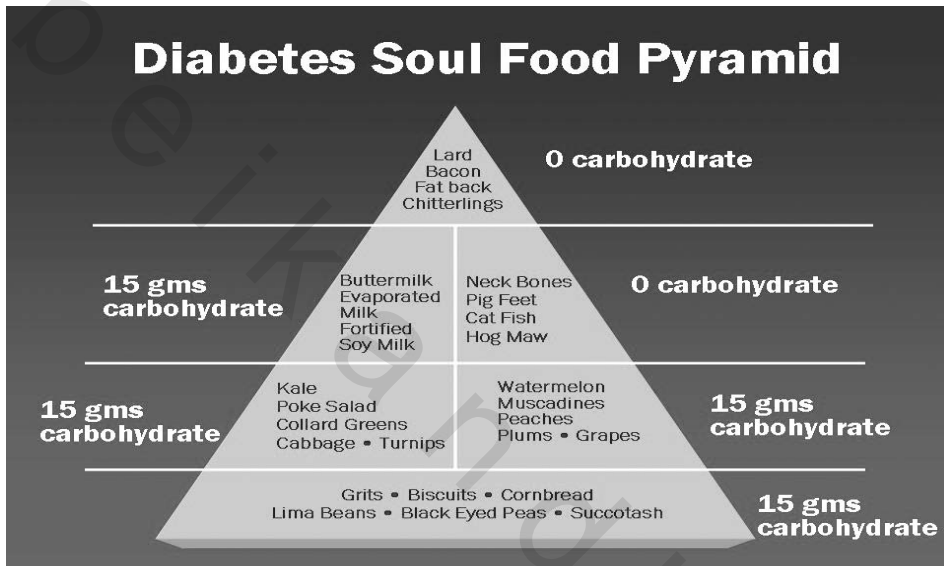 Diabetes Soul Food Pyramid
Lard
Bacon
Fat back
Chitterlings
0 carbohydrate
15 gms
carbohydrate
Buttermilk
Evaporated
Milk
Fortified
Soy Milk
Neck Bones
Pig Feet
Cat Fish
Hog Maw
0 carbohydrate
15 gms
carbohydrate
Kale
Poke Salad
Collard Greens
Cabbage • Turnips
Watermelon
Muscadines
Peaches
Plums • Grapes
15 gms
carbohydrate
Grits • Biscuits • Cornbread
Lima Beans • Black Eyed Peas • Succotash
15 gms
carbohydrate